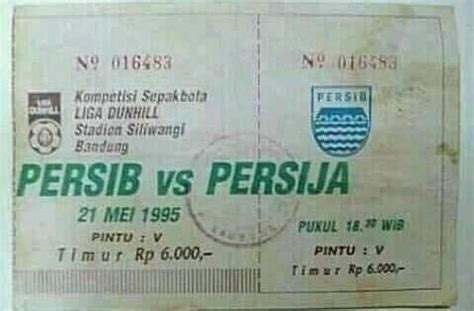 Nº 016483
Nº 016483
LIGA DUNHILL
Kompetisi Sepakbola
LIGA DUNHILL
Stadion Siliwangi
Bandung
PERSIB
PERSIB vs PERSIJA
21 MEI 1995
PUKUL 18.30 WIB
PINTU : V
PINTU : V
Timur Rp 6.000,-
Timur Rp 6.000,-